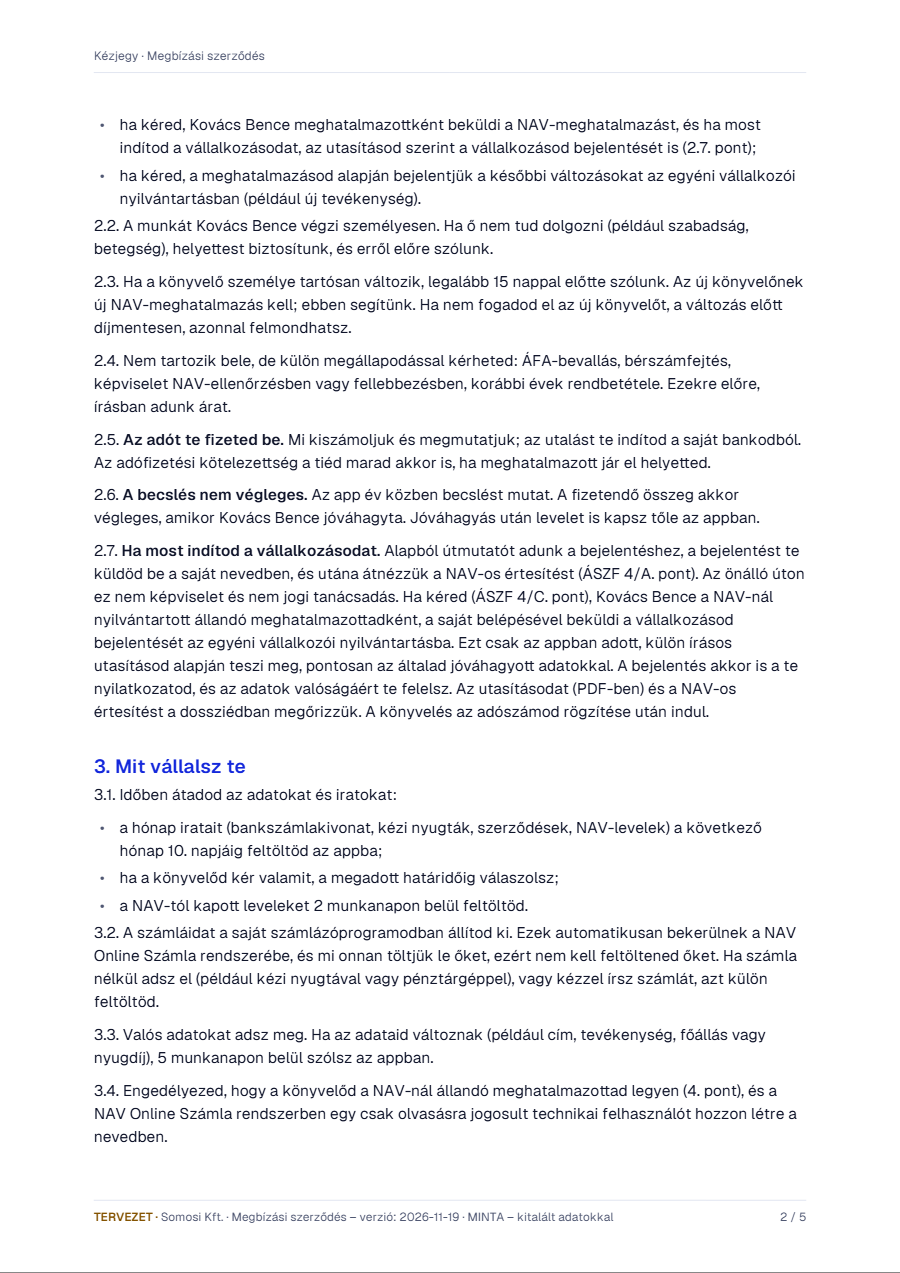 Kézjegy · Megbízási szerződés
• ha kéred, Kovács Bence meghatalmazottként beküldi a NAV-meghatalmazást, és ha most
indítod a vállalkozásodat, az utasításod szerint a vállalkozásod bejelentését is (2.7. pont);
• ha kéred, a meghatalmazásod alapján bejelentjük a későbbi változásokat az egyéni vállalkozói
nyilvántartásban (például új tevékenység).
2.2. A munkát Kovács Bence végzi személyesen. Ha ő nem tud dolgozni (például szabadság,
betegség), helyettest biztosítunk, és erről előre szólunk.
2.3. Ha a könyvelő személye tartósan változik, legalább 15 nappal előtte szólunk. Az új könyvelőnek
új NAV-meghatalmazás kell; ebben segítünk. Ha nem fogadod el az új könyvelőt, a változás előtt
díjmentesen, azonnal felmondhatsz.
2.4. Nem tartozik bele, de külön megállapodással kérheted: ÁFA-bevallás, bérszámfejtés,
képviselet NAV-ellenőrzésben vagy fellebbezésben, korábbi évek rendbetétele. Ezekre előre,
írásban adunk árat.
2.5. Az adót te fizeted be. Mi kiszámoljuk és megmutatjuk; az utalást te indítod a saját bankodból.
Az adófizetési kötelezettség a tiéd marad akkor is, ha meghatalmazott jár el helyetted.
2.6. A becslés nem végleges. Az app év közben becslést mutat. A fizetendő összeg akkor
végleges, amikor Kovács Bence jóváhagyta. Jóváhagyás után levelet is kapsz tőle az appban.
2.7. Ha most indítod a vállalkozásodat. Alapból útmutatót adunk a bejelentéshez, a bejelentést te
küldöd be a saját nevedben, és utána átnézzük a NAV-os értesítést (ÁSZF 4/A. pont). Az önálló úton
ez nem képviselet és nem jogi tanácsadás. Ha kéred (ÁSZF 4/C. pont), Kovács Bence a NAV-nál
nyilvántartott állandó meghatalmazottadként, a saját belépésével beküldi a vállalkozásod
bejelentését az egyéni vállalkozói nyilvántartásba. Ezt csak az appban adott, külön írásos
utasításod alapján teszi meg, pontosan az általad jóváhagyott adatokkal. A bejelentés akkor is a te
nyilatkozatod, és az adatok valóságáért te felelsz. Az utasításodat (PDF-ben) és a NAV-os
értesítést a dossziédban megőrizzük. A könyvelés az adószámod rögzítése után indul.
3. Mit vállalsz te
3.1. Időben átadod az adatokat és iratokat:
• a hónap iratait (bankszámlakivonat, kézi nyugták, szerződések, NAV-levelek) a következő
hónap 10. napjáig feltöltöd az appba;
• ha a könyvelőd kér valamit, a megadott határidőig válaszolsz;
• a NAV-tól kapott leveleket 2 munkanapon belül feltöltöd.
3.2. A számláidat a saját számlázóprogramodban állítod ki. Ezek automatikusan bekerülnek a NAV
Online Számla rendszerébe, és mi onnan töltjük le őket, ezért nem kell feltöltened őket. Ha számla
nélkül adsz el (például kézi nyugtával vagy pénztárgéppel), vagy kézzel írsz számlát, azt külön
feltöltöd.
3.3. Valós adatokat adsz meg. Ha az adataid változnak (például cím, tevékenység, főállás vagy
nyugdíj), 5 munkanapon belül szólsz az appban.
3.4. Engedélyezed, hogy a könyvelőd a NAV-nál állandó meghatalmazottad legyen (4. pont), és a
NAV Online Számla rendszerben egy csak olvasásra jogosult technikai felhasználót hozzon létre a
nevedben.
TERVEZET · Somosi Kft. · Megbízási szerződés – verzió: 2026-11-19 · MINTA – kitalált adatokkal 2 / 5